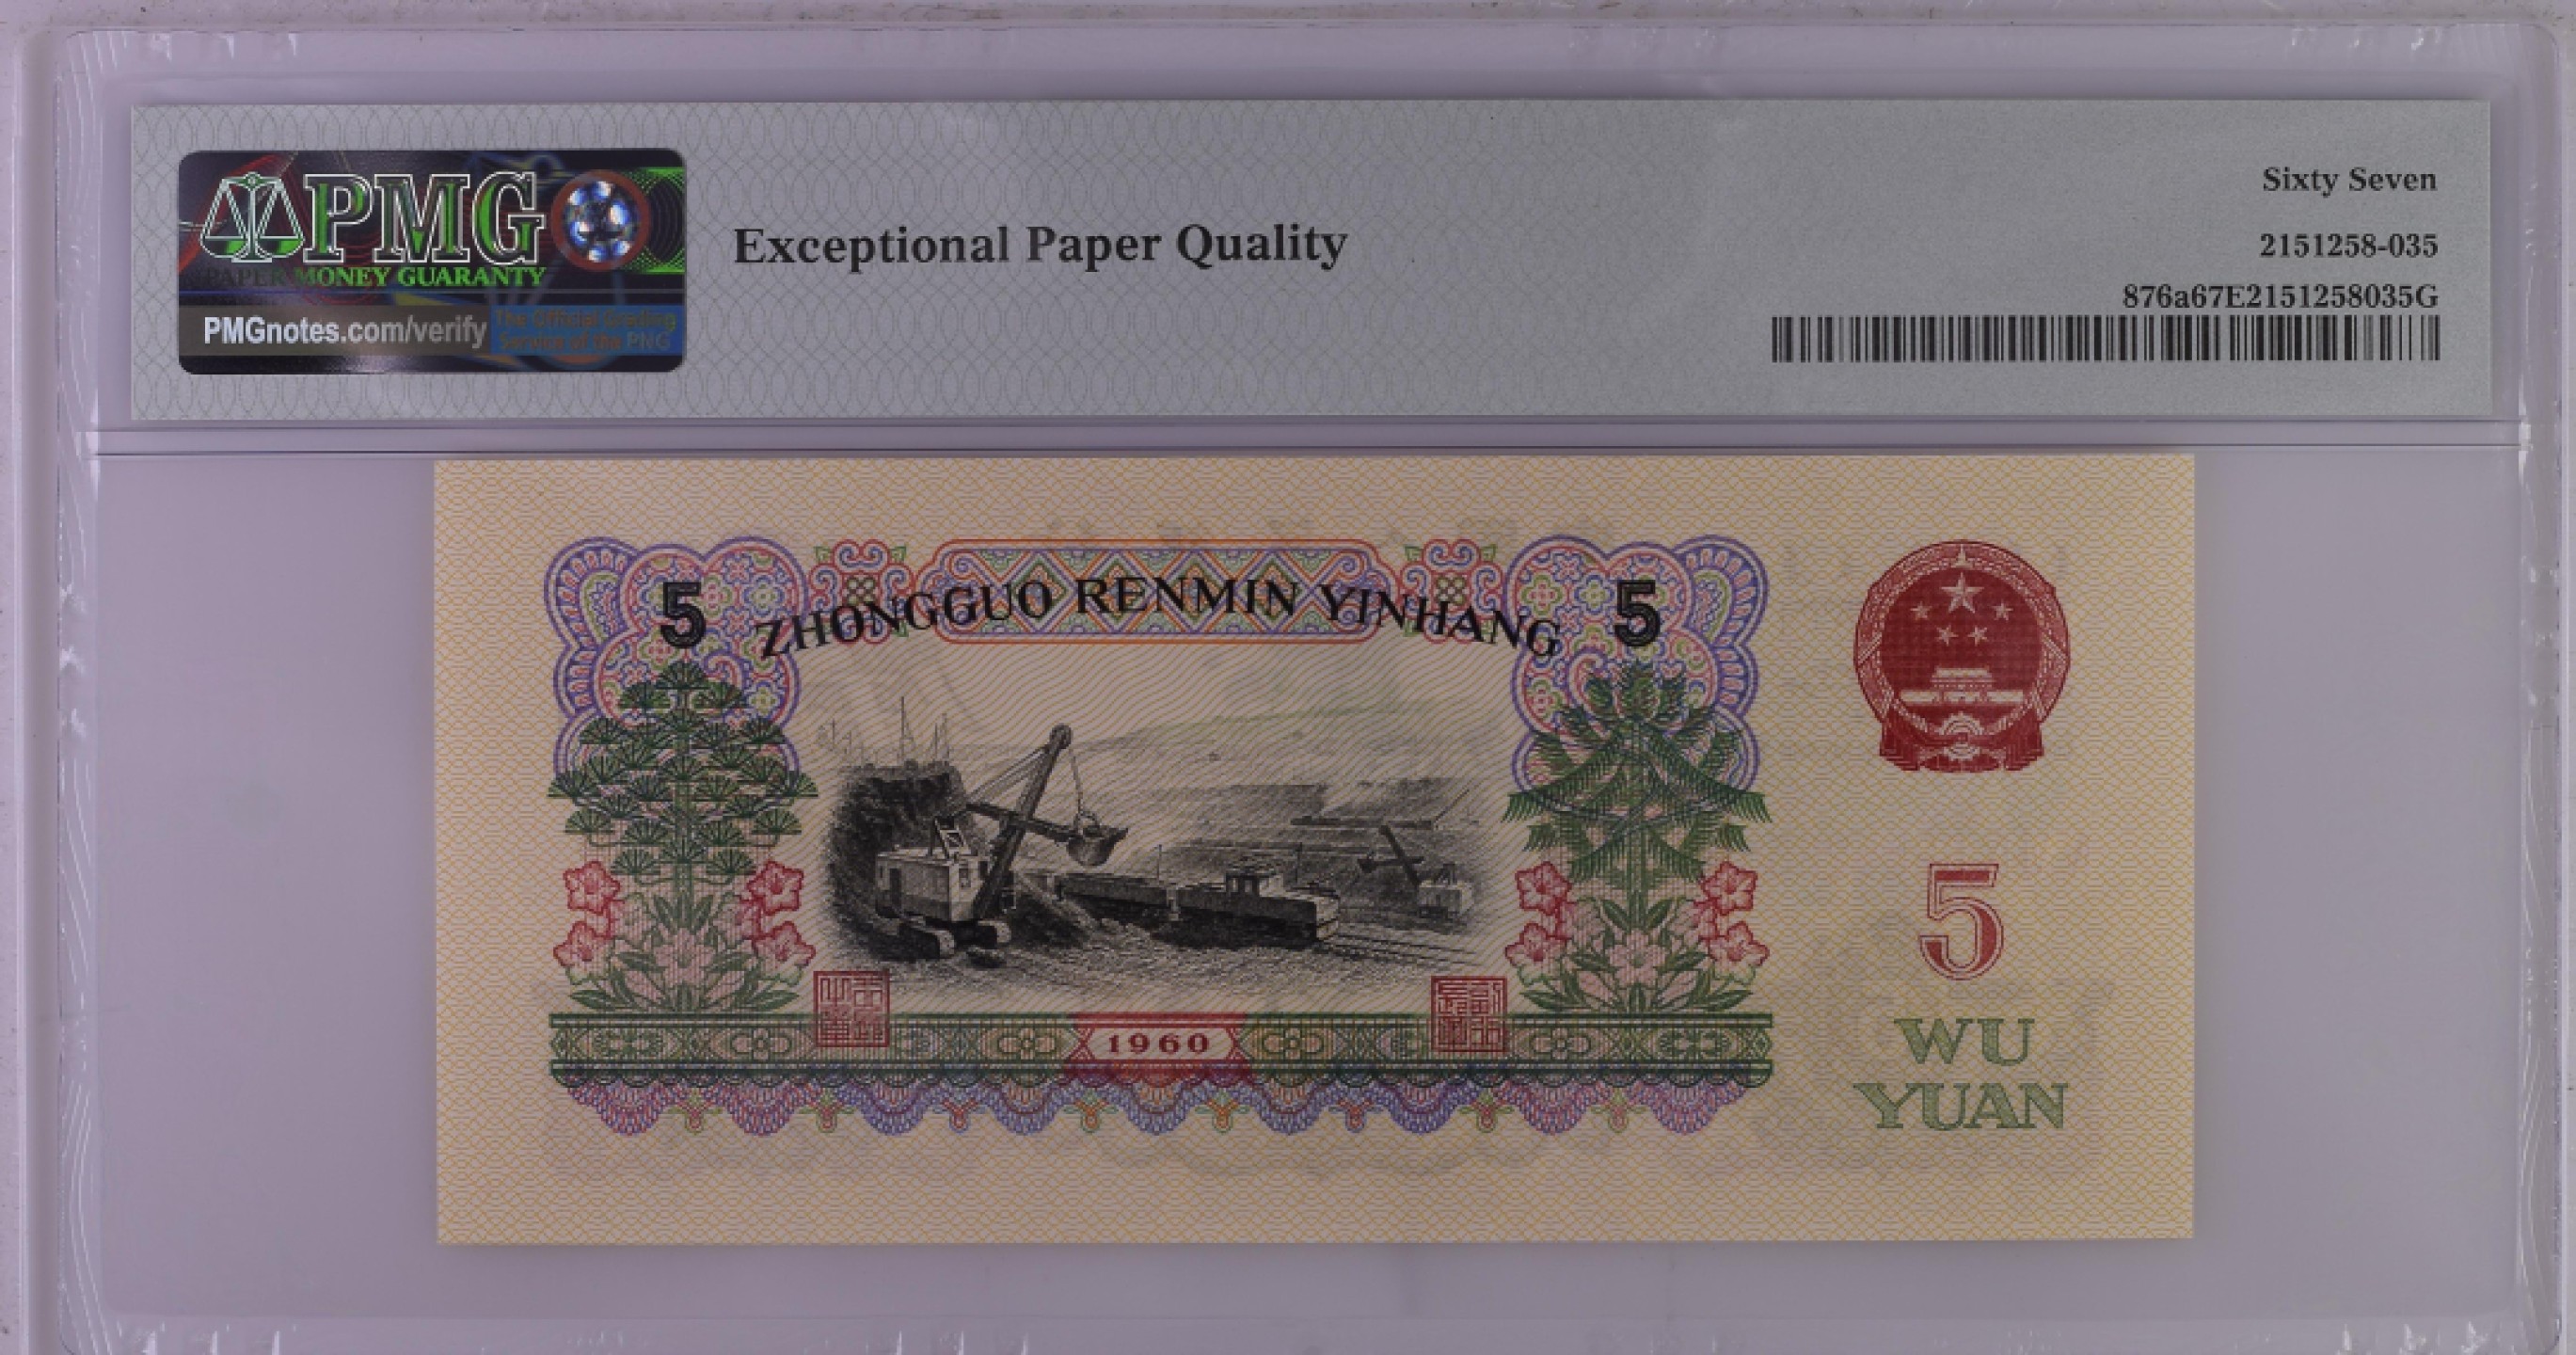 PMG
PAPER MONEY GUARANTY
PMGnotes.com/verify
The Official Grading
Service of the PNG
Exceptional Paper Quality
Sixty Seven
2151258-035
876a67E2151258035G
5 ZHONGGUO RENMIN YINHANG 5
1960
5
WU
YUAN